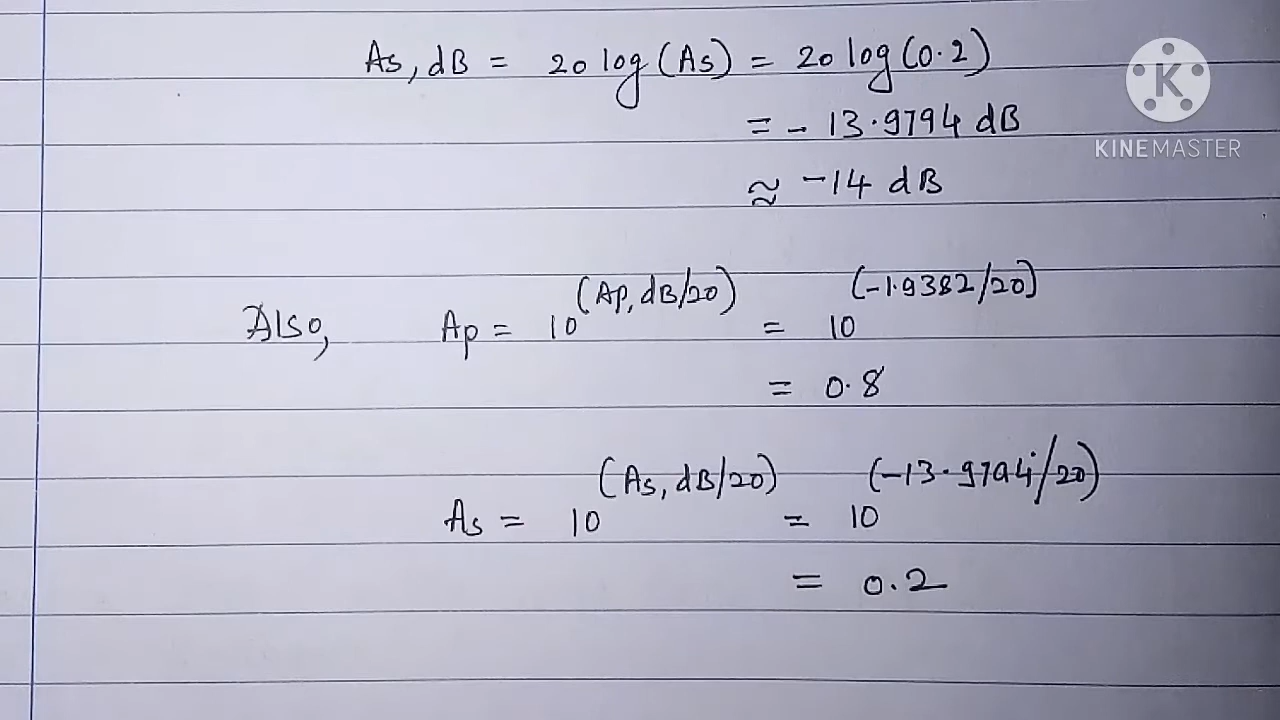 As, dB = 20 log (As) = 20 log (0.2)
= - 13.9794 dB
≈ -14 dB
Also, Ap = 10^(Ap, dB/20) = 10^(-1.9382/20)
= 0.8
As = 10^(As, dB/20) = 10^(-13.9794/20)
= 0.2
K
KINEMASTER